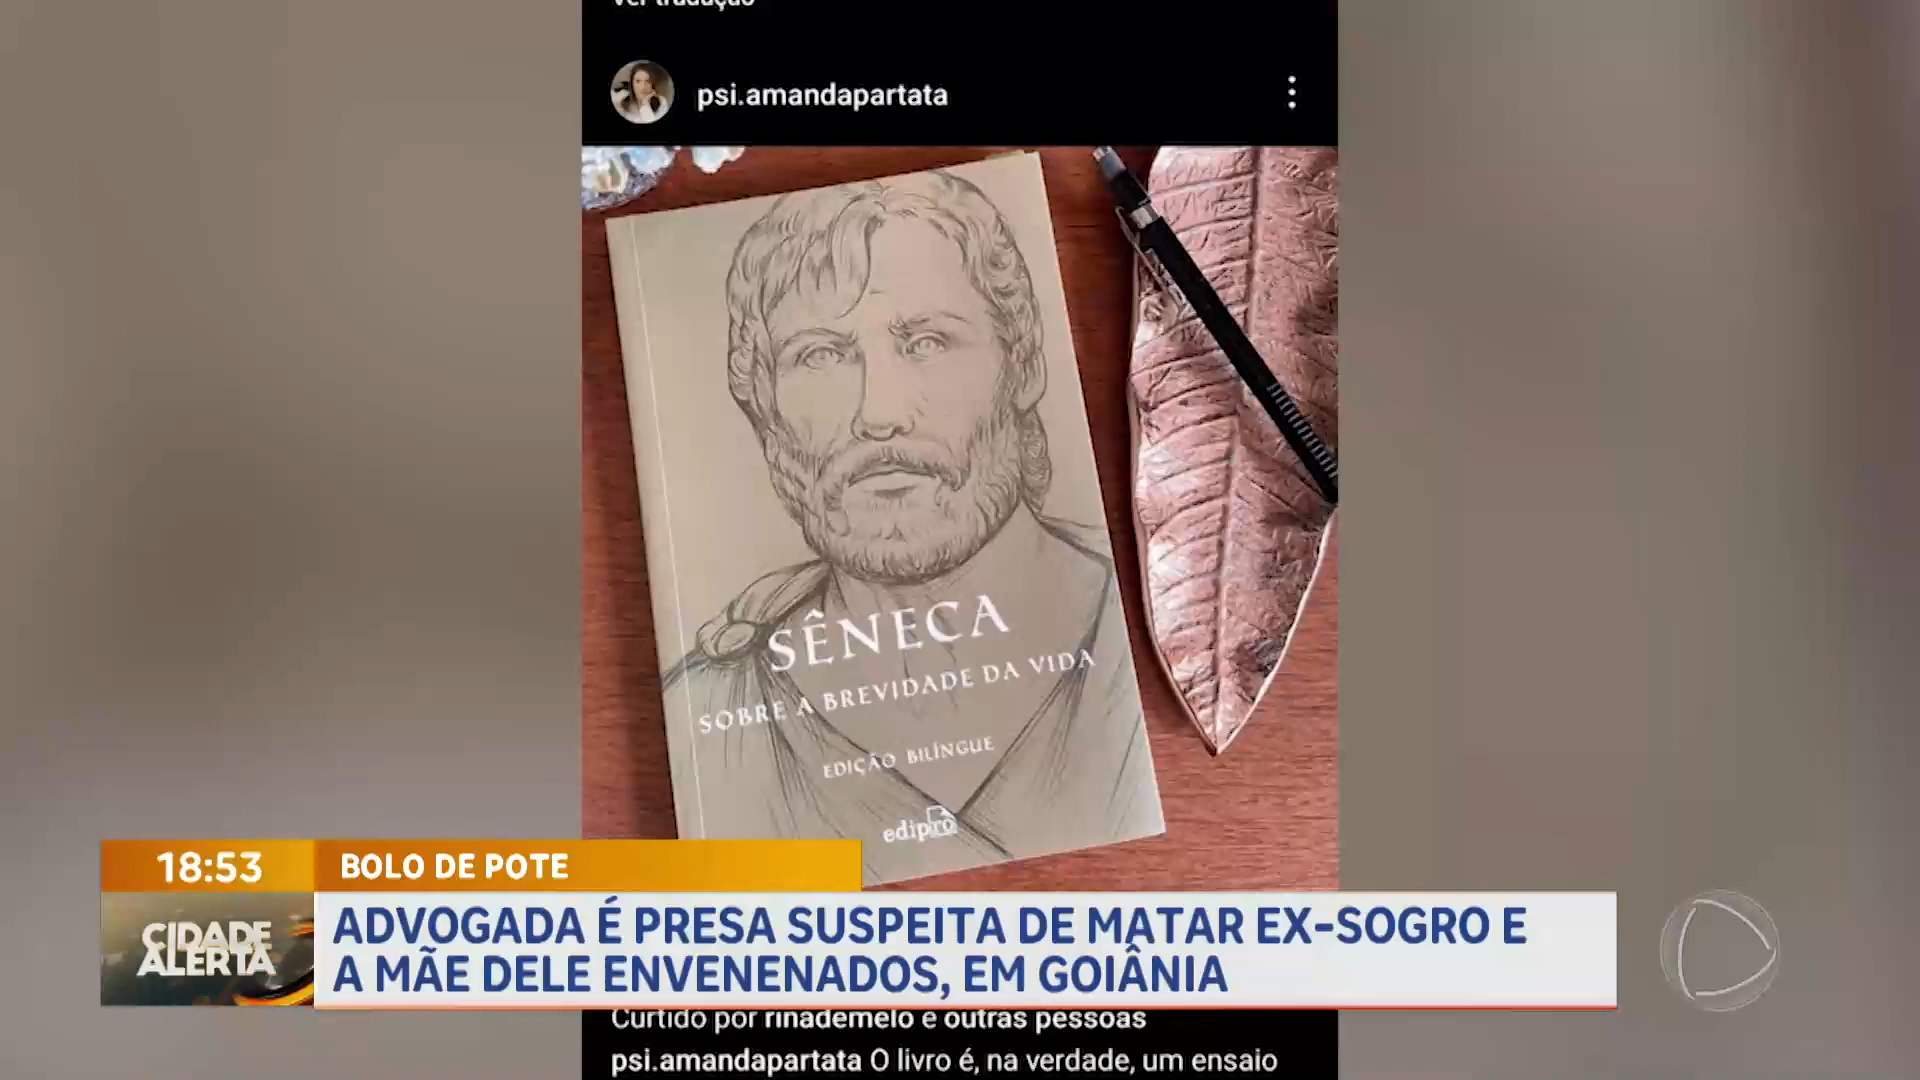 Ver tradução
psi.amandapartata
SÊNECA
SOBRE A BREVIDADE DA VIDA
EDIÇÃO BILÍNGUE
edipro
18:53
BOLO DE POTE
CIDADE
ALERTA
ADVOGADA É PRESA SUSPEITA DE MATAR EX-SOGRO E
A MÃE DELE ENVENENADOS, EM GOIÂNIA
Curtido por rinademelo e outras pessoas
psi.amandapartata O livro é, na verdade, um ensaio